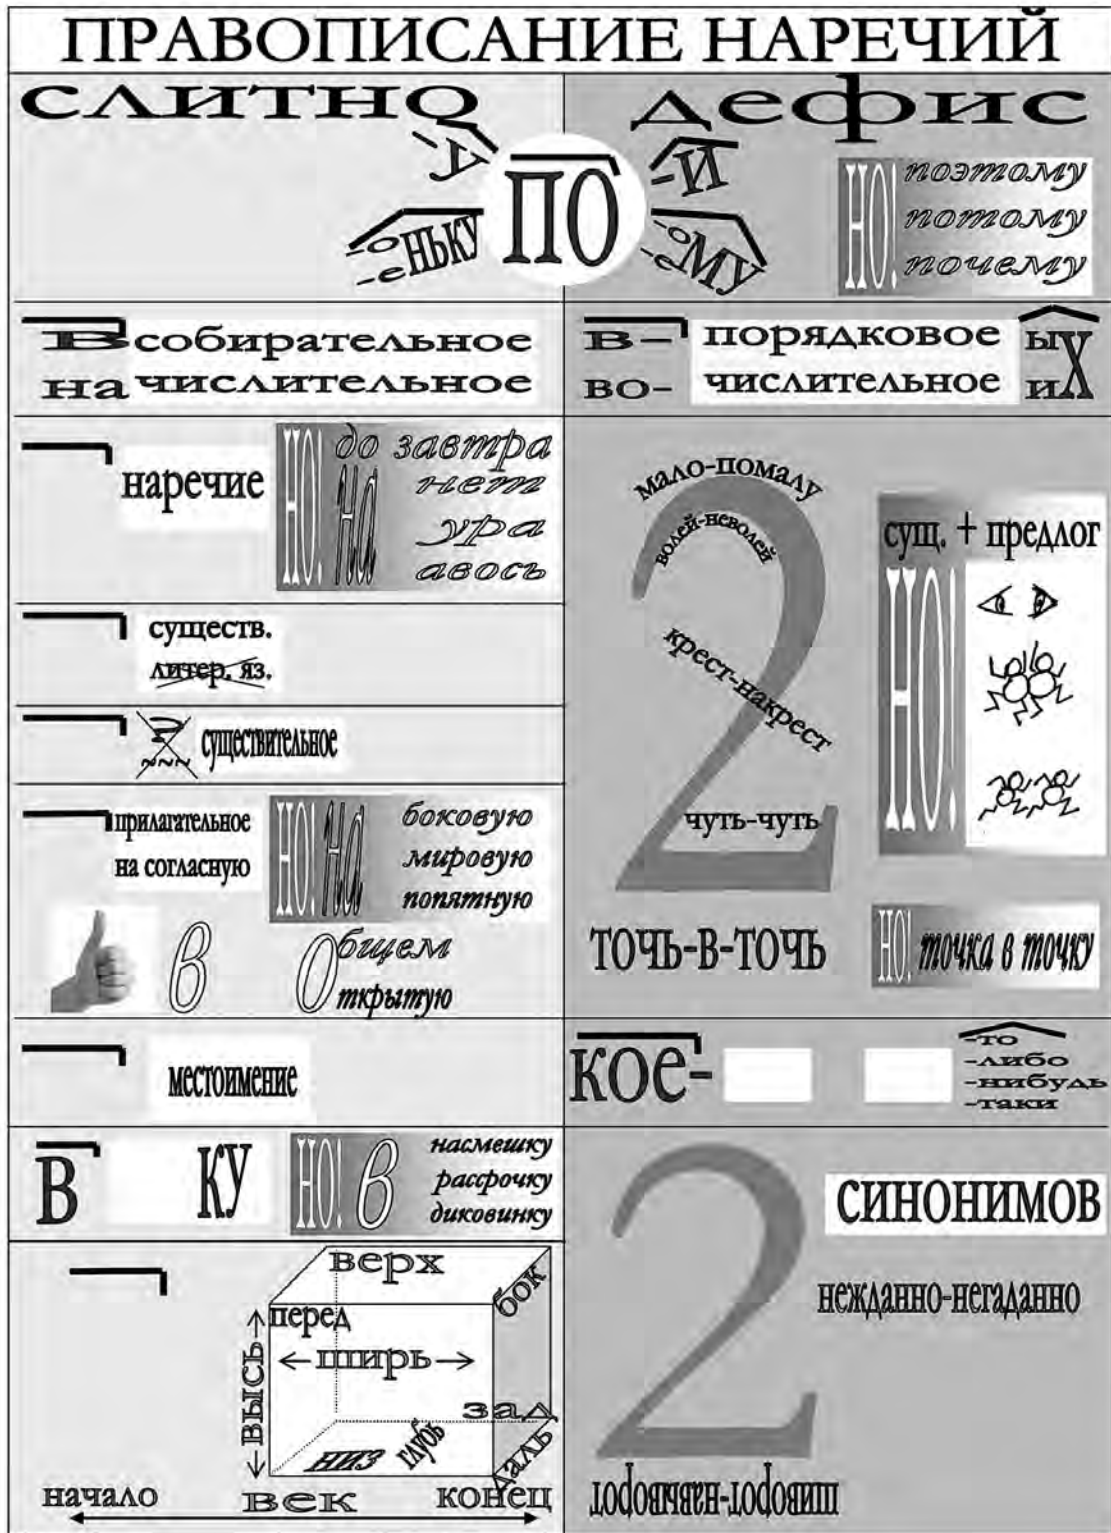 ПРАВОПИСАНИЕ НАРЕЧИЙ
слитно
-У
-о
-е НЬКУ
ПО
дефис
-И
-о
-е МУ
НО! поэтому
потому
почему
В собирательное
на числительное
в- порядковое ых
во- числительное их
наречие
НО! до завтра
на нет
ура
авось
существ.
литер. яз.
существительное
прилагательное
на согласную
НО! на боковую
мировую
попятную
в общем
открытую
мало-помалу
волей-неволей
крест-накрест
чуть-чуть
2
сущ. + предлог
НО!
точь-в-точь
НО! точка в точку
местоимение
кое-
-то
-либо
-нибудь
-таки
В КУ
НО! в насмешку
рассрочку
диковинку
верх
бок
перед
ширь
высь
зад
низ
глубь
даль
начало век конец
2
синонимов
нежданно-негаданно
шиворот-навыворот